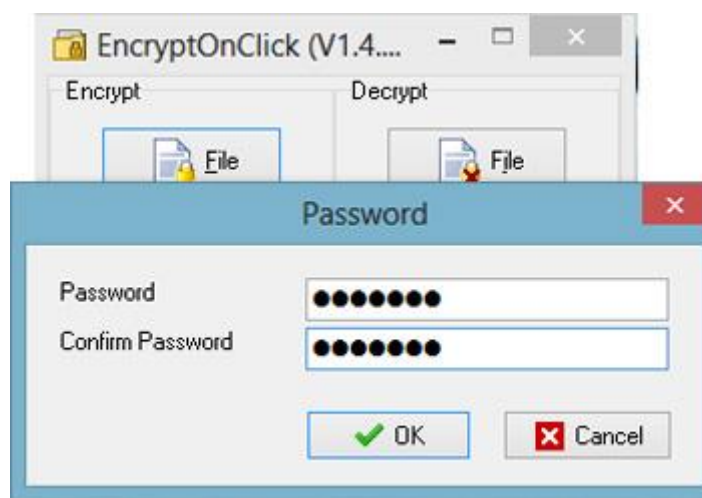 EncryptOnClick (V1.4....
Encrypt
Decrypt
File
File
Password
Password
●●●●●●●
Confirm Password
●●●●●●●
OK
Cancel